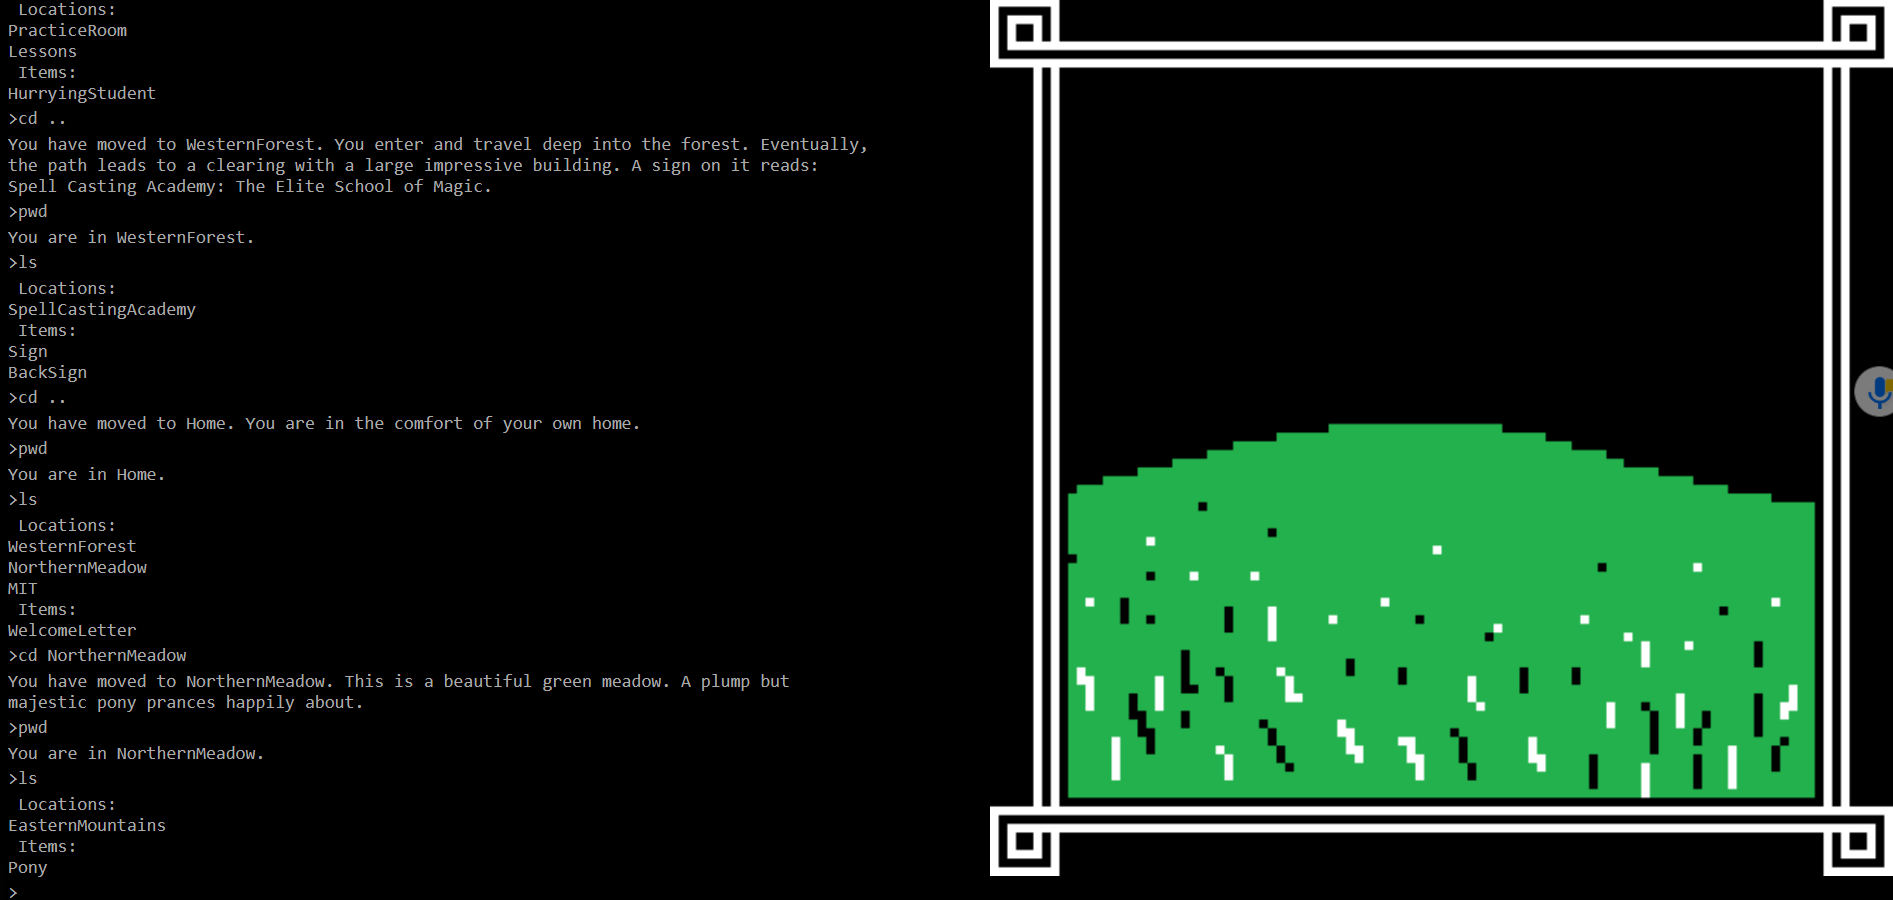 Locations:
PracticeRoom
Lessons
Items:
HurryingStudent
>cd ..
You have moved to WesternForest. You enter and travel deep into the forest. Eventually,
the path leads to a clearing with a large impressive building. A sign on it reads:
Spell Casting Academy: The Elite School of Magic.
>pwd
You are in WesternForest.
>ls
Locations:
SpellCastingAcademy
Items:
Sign
BackSign
>cd ..
You have moved to Home. You are in the comfort of your own home.
>pwd
You are in Home.
>ls
Locations:
WesternForest
NorthernMeadow
MIT
Items:
WelcomeLetter
>cd NorthernMeadow
You have moved to NorthernMeadow. This is a beautiful green meadow. A plump but
majestic pony prances happily about.
>pwd
You are in NorthernMeadow.
>ls
Locations:
EasternMountains
Items:
Pony
>